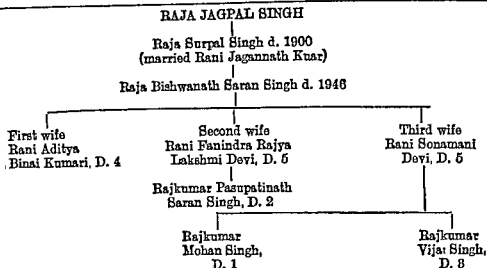 RAJA JAGPAL SINGH
Raja Surpal Singh d. 1900
(married Rani Jagannath Kuar)
Raja Bishwanath Saran Singh d. 1946
First wife
Rani Aditya
Binai Kumari, D. 4
Second wife
Rani Fanindra Rajya
Lakshmi Devi, D. 5
Rajkumar Pasupatinath
Saran Singh, D. 2
Third wife
Rani Sonamani
Devi, D. 5
Rajkumar
Mohan Singh,
D. 1
Rajkumar
Vijai Singh,
D. 3